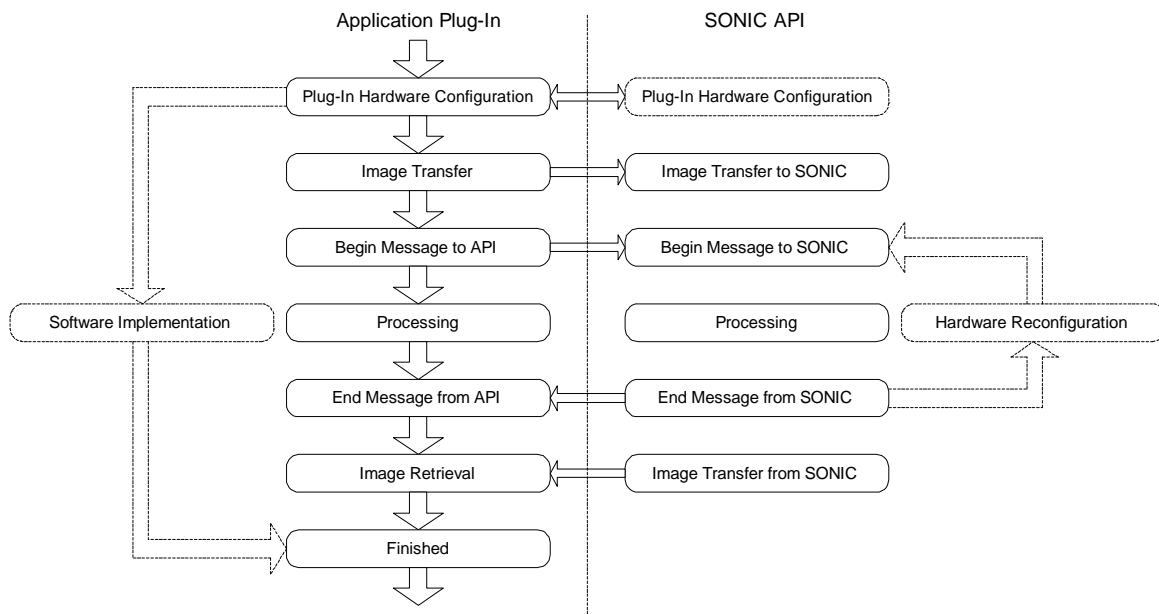 Application Plug-In
SONIC API
Plug-In Hardware Configuration
Plug-In Hardware Configuration
Image Transfer
Image Transfer to SONIC
Begin Message to API
Begin Message to SONIC
Software Implementation
Processing
Processing
Hardware Reconfiguration
End Message from API
End Message from SONIC
Image Retrieval
Image Transfer from SONIC
Finished